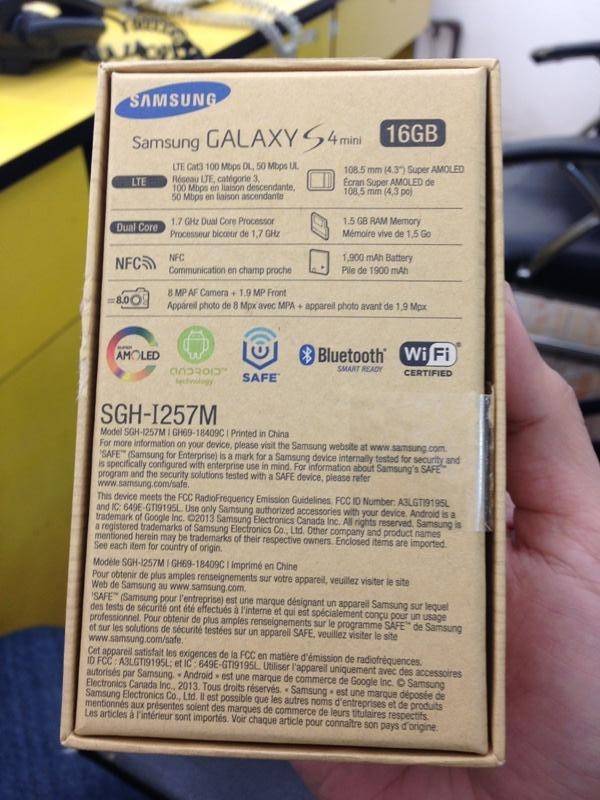 SAMSUNG
Samsung GALAXY S4 mini 16GB
LTE
LTE Cat3 100 Mbps DL, 50 Mbps UL
Réseau LTE, catégorie 3,
100 Mbps en liaison descendante,
50 Mbps en liaison ascendante
108.5 mm (4.3") Super AMOLED
Écran Super AMOLED de
108,5 mm (4,3 po)
Dual Core
1.7 GHz Dual Core Processor
Processeur bicœur de 1,7 GHz
1.5 GB RAM Memory
Mémoire vive de 1,5 Go
NFC
NFC
Communication en champ proche
1,900 mAh Battery
Pile de 1900 mAh
8.0
8 MP AF Camera + 1.9 MP Front
Appareil photo de 8 Mpx avec MPA + appareil photo avant de 1,9 Mpx
SUPER
AMOLED
ANDROID™
technology
SAFE™
Bluetooth®
SMART READY
Wi Fi®
CERTIFIED
SGH-I257M
Model SGH-I257M | GH69-18409C | Printed in China
For more information on your device, please visit the Samsung website at www.samsung.com.
"SAFE™ (Samsung for Enterprise) is a mark for a Samsung device internally tested for security and
is specifically configured with enterprise use in mind. For information about Samsung's SAFE™
program and the security solutions tested with a SAFE device, please refer
www.samsung.com/safe.
This device meets the FCC RadioFrequency Emission Guidelines. FCC ID Number: A3LGTI9195L
and IC: 649E-GTI9195L. Use only Samsung authorized accessories with your device. Android is a
trademark of Google Inc. ©2013 Samsung Electronics Canada Inc. All rights reserved. Samsung is
a registered trademarks of Samsung Electronics Co., Ltd. Other company and product names
mentioned herein may be trademarks of their respective owners. Enclosed items are imported.
See each item for country of origin.
Modèle SGH-I257M | GH69-18409C | Imprimé en Chine
Pour obtenir de plus amples renseignements sur votre appareil, veuillez visiter le site
Web de Samsung au www.samsung.com.
"SAFE™ (Samsung pour l'entreprise) est une marque désignant un appareil Samsung sur lequel
des tests de sécurité ont été effectués à l'interne et qui est spécialement conçu pour un usage
professionnel. Pour obtenir de plus amples renseignements sur le programme SAFE™ de Samsung
et sur les solutions de sécurité testées sur un appareil SAFE, veuillez visiter le site
www.samsung.com/safe.
Cet appareil satisfait les exigences de la FCC en matière d'émission de radiofréquences.
ID FCC : A3LGTI9195L; et IC : 649E-GTI9195L. Utiliser l'appareil uniquement avec des accessoires
autorisés par Samsung. « Android » est une marque de commerce de Google Inc. © Samsung
Electronics Canada Inc., 2013. Tous droits réservés. « Samsung » est une marque déposée de
Samsung Electronics Co., Ltd. Il est possible que les autres noms d'entreprises et de produits
mentionnés aux présentes soient des marques de commerce de leurs titulaires respectifs.
Les articles à l'intérieur sont importés. Voir chaque article pour connaître son pays d'origine.